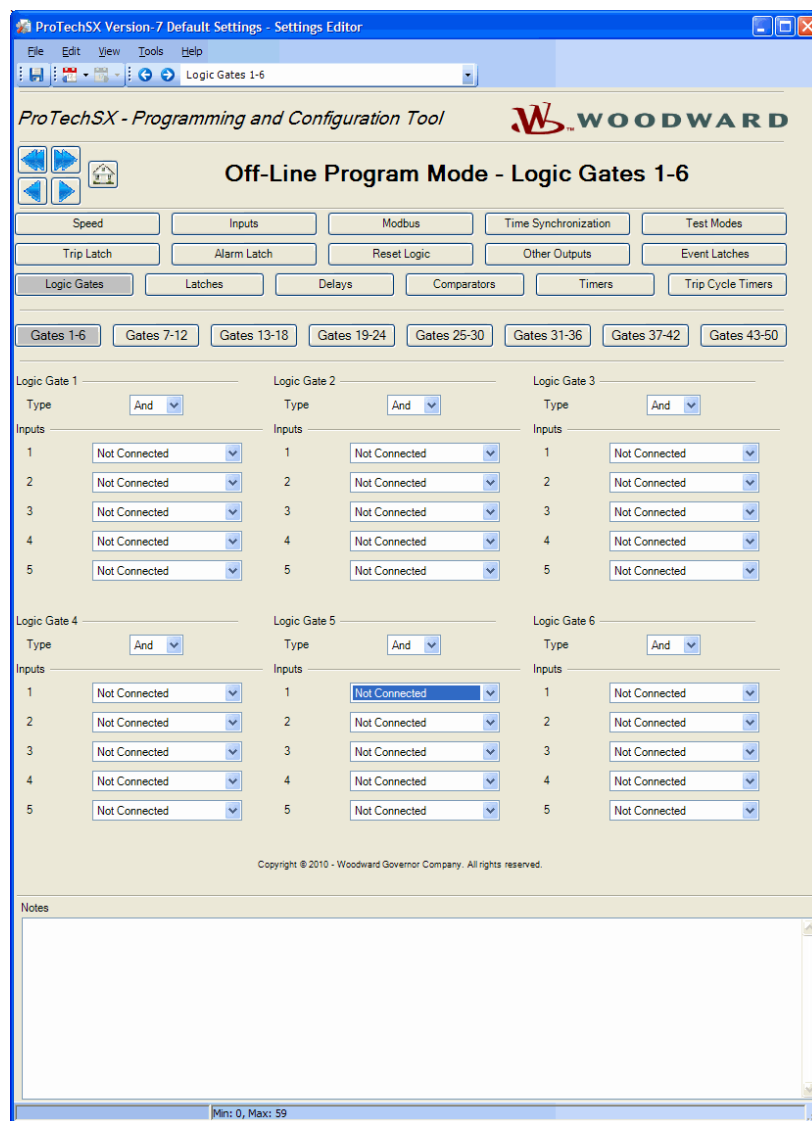 ProTechSX Version-7 Default Settings - Settings Editor
File Edit View Tools Help
Logic Gates 1-6
ProTechSX - Programming and Configuration Tool
WOODWARD
Off-Line Program Mode - Logic Gates 1-6
Speed Inputs Modbus Time Synchronization Test Modes
Trip Latch Alarm Latch Reset Logic Other Outputs Event Latches
Logic Gates Latches Delays Comparators Timers Trip Cycle Timers
Gates 1-6 Gates 7-12 Gates 13-18 Gates 19-24 Gates 25-30 Gates 31-36 Gates 37-42 Gates 43-50
Logic Gate 1 Logic Gate 2 Logic Gate 3
Type And Type And Type And
Inputs Inputs Inputs
1 Not Connected 1 Not Connected 1 Not Connected
2 Not Connected 2 Not Connected 2 Not Connected
3 Not Connected 3 Not Connected 3 Not Connected
4 Not Connected 4 Not Connected 4 Not Connected
5 Not Connected 5 Not Connected 5 Not Connected
Logic Gate 4 Logic Gate 5 Logic Gate 6
Type And Type And Type And
Inputs Inputs Inputs
1 Not Connected 1 Not Connected 1 Not Connected
2 Not Connected 2 Not Connected 2 Not Connected
3 Not Connected 3 Not Connected 3 Not Connected
4 Not Connected 4 Not Connected 4 Not Connected
5 Not Connected 5 Not Connected 5 Not Connected
Copyright © 2010 - Woodward Governor Company. All rights reserved.
Notes
Min: 0, Max: 59